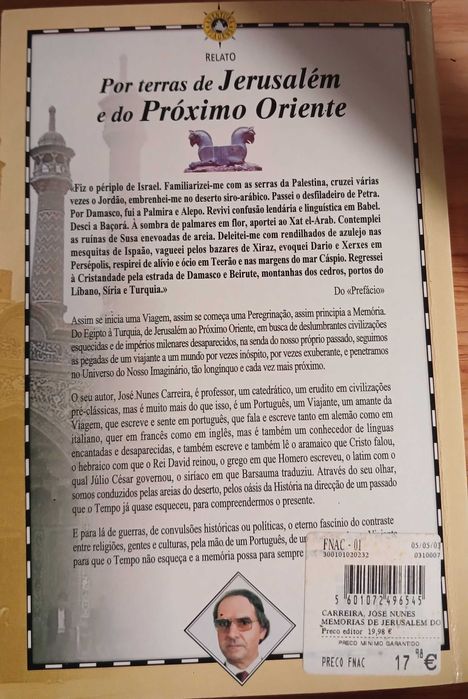 RELATO
Por terras de Jerusalém
e do Próximo Oriente
«Fiz o périplo de Israel. Familiarizei-me com as serras da Palestina, cruzei várias
vezes o Jordão, embrenhei-me no deserto siro-arábico. Passei o desfiladeiro de Petra.
Por Damasco, fui a Palmira e Alepo. Revivi confusão lendária e linguística em Babel.
Desci a Baçorá. À sombra de palmares em flor, aportei ao Xat el-Arab. Contemplei
as ruínas de Susa enevoadas de areia. Deleitei-me com rendilhados de azulejo nas
mesquitas de Ispaão, vagueei pelos bazares de Xiraz, evoquei Dario e Xerxes em
Persépolis, respirei de alívio e ócio em Teerão e nas margens do mar Cáspio. Regressei
à Cristandade pela estrada de Damasco e Beirute, montanhas dos cedros, portos do
Líbano, Síria e Turquia.»
Do «Prefácio»
Assim se inicia uma Viagem, assim se começa uma Peregrinação, assim principia a Memória.
Do Egipto à Turquia, de Jerusalém ao Próximo Oriente, em busca de deslumbrantes civilizações
esquecidas e de impérios milenares desaparecidos, na senda do nosso próprio passado, seguimos
as pegadas de um viajante a um mundo por vezes inóspito, por vezes exuberante, e penetramos
no Universo do Nosso Imaginário, tão longínquo e cada vez mais próximo.
O seu autor, José Nunes Carreira, é professor, um catedrático, um erudito em civilizações
pré-clássicas, mas é muito mais do que isso, é um Português, um Viajante, um amante da
Viagem, que escreve e sente em português, que fala e escreve tanto em alemão como em
italiano, quer em francês como em inglês, mas é também um conhecedor de línguas
encantadas e desaparecidas, e também escreve e também lê o aramaico que Cristo falou,
o hebraico com que o Rei David reinou, o grego em que Homero escreveu, o latim com o
qual Júlio César governou, o siríaco em que Barsauma traduziu. Através do seu olhar,
somos conduzidos pelas areias do deserto, pelos oásis da História na direcção de um passado
que o Tempo já quase esqueceu, para compreendermos o presente.
E para lá de guerras, de convulsões históricas ou políticas, o eterno fascínio do contraste
entre religiões, gentes e culturas, pela mão de um Português, de um Viajante
para que o Tempo não esqueça e a memória possa para sempre
FNAC - 01
05/05/03
300101030232
0310007
5 601072 496545
CARREIRA, JOSE NUNES
MEMORIAS DE JERUSALEM DO
Preco editor 19,98 €
PRECO MINIMO GARANTIDO
PRECO FNAC 17 98 €